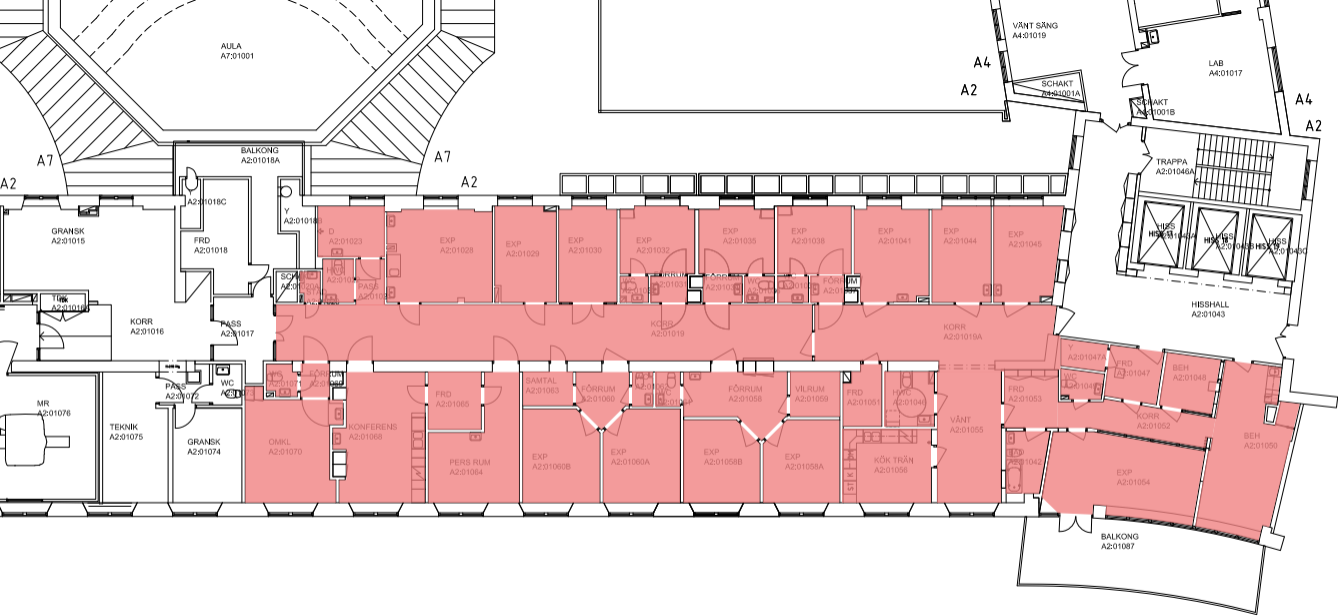 AULA
A7:01001
VÄNT SÄNG
A4:01019
LAB
A4:01017
A4
A2
SCHAKT
A4:01001A
SCHAKT
A4:01001B
A4
A2
A7
A2
BALKONG
A2:01018A
A7
A2
TRAPPA
A2:01046A
A2:01018C
Y
GRANSK
A2:01015
FRD
A2:01018
D
A2:01023
EXP
A2:01028
EXP
A2:01029
EXP
A2:01030
EXP
A2:01032
EXP
A2:01035
EXP
EXP
A2:01041
EXP
A2:01044
EXP
A2:01045
HISS
HISS
HISS
HISSHALL
A2:01043
PASS
KORR
A2:01016
PASS
A2:01017
KORR
A2:01019
KORR
A2:01019A
Y
A2:01047A
FRD
A2:01047
BEH
A2:01048
WC
PASS
A2:01072
WC
WC
A2:01071
FÖRRUM
SAMTAL
A2:01063
FÖRRUM
A2:01060
FÖRRUM
A2:01058
VILRUM
A2:01059
FRD
A2:01051
FRD
A2:01053
KORR
A2:01052
MR
A2:01076
TEKNIK
A2:01075
GRANSK
A2:01074
OMKL
A2:01070
KONFERENS
A2:01068
FRD
A2:01065
PERS RUM
A2:01064
EXP
A2:01060B
EXP
A2:01060A
EXP
A2:01058B
EXP
A2:01058A
KÖK TRÄN
A2:01056
VÄNT
A2:01055
A2:01042
EXP
A2:01054
BEH
A2:01050
BALKONG
A2:01087